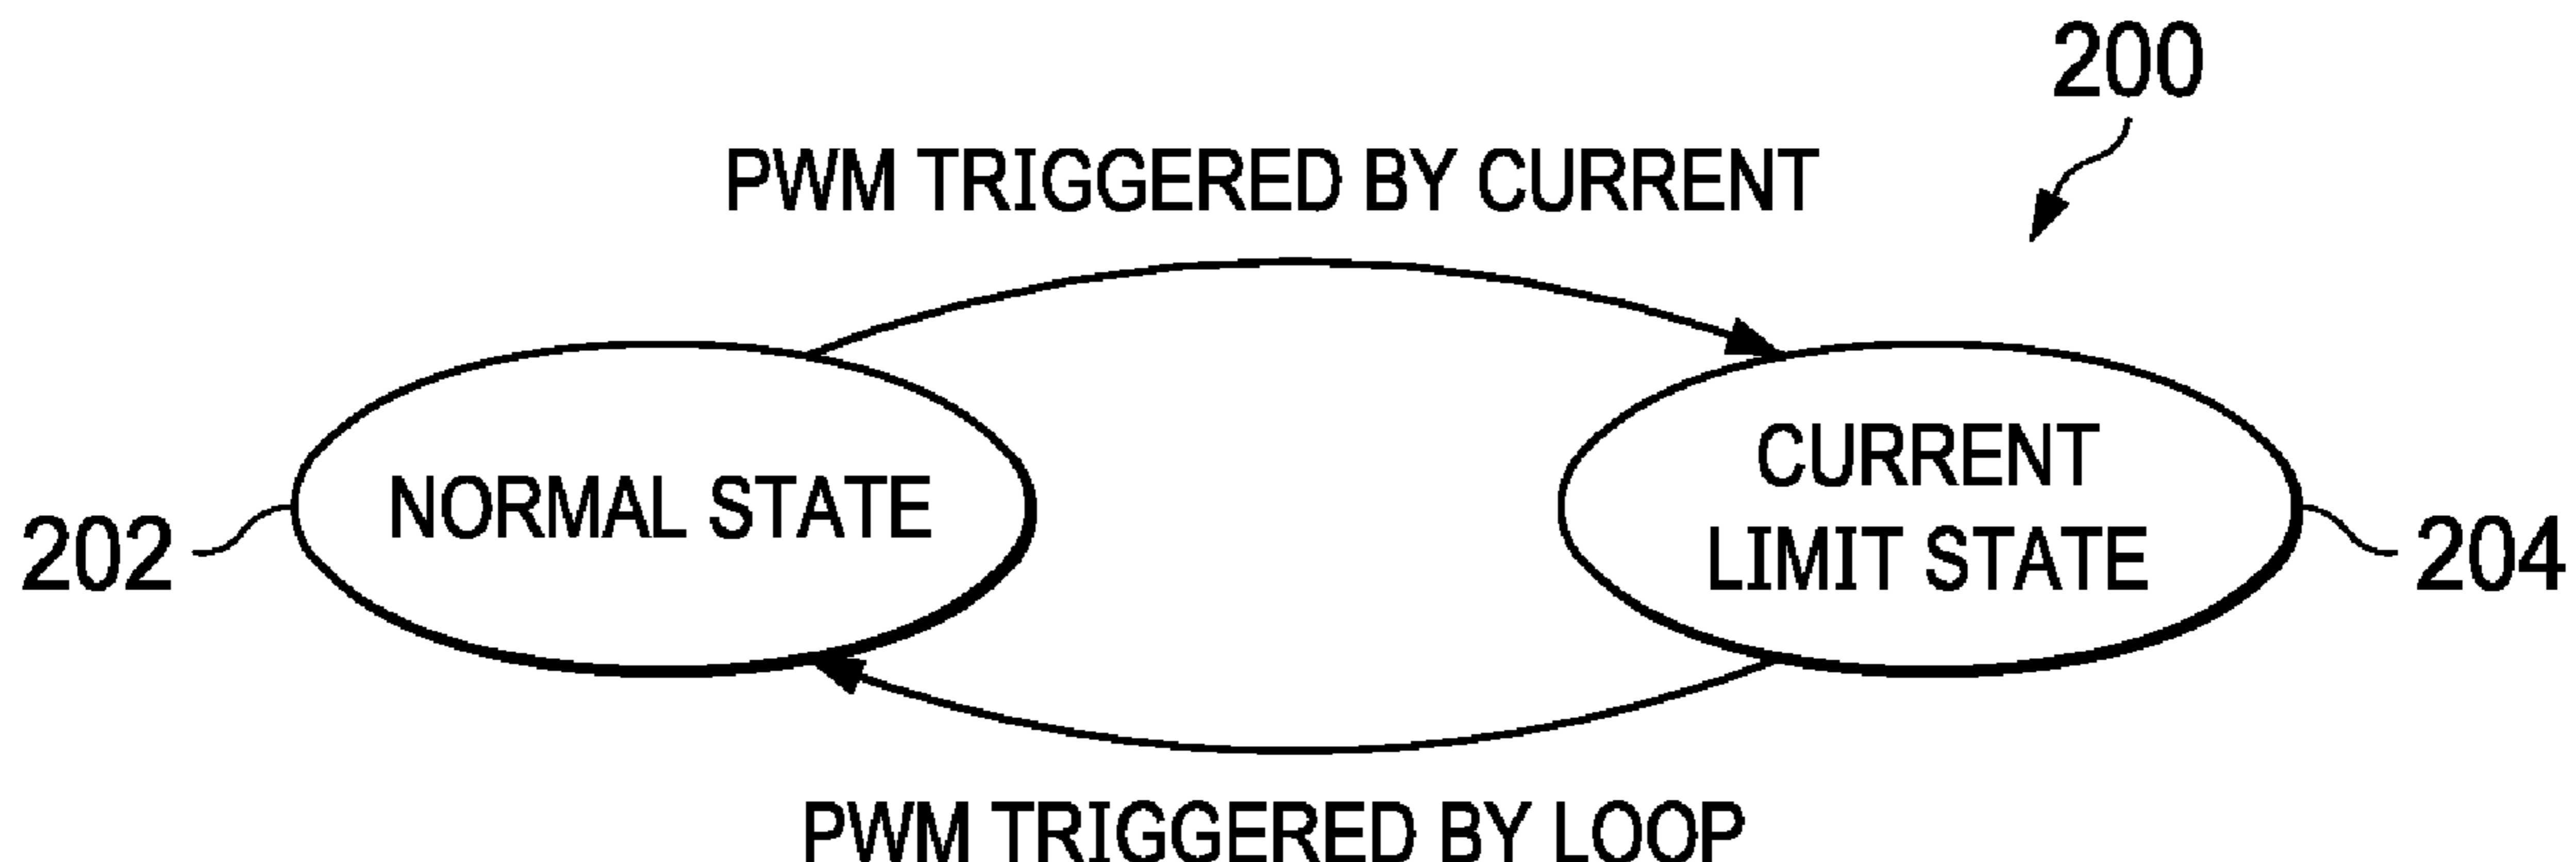 200
PWM TRIGGERED BY CURRENT
NORMAL STATE
CURRENT
LIMIT STATE
202
204
PWM TRIGGERED BY LOOP